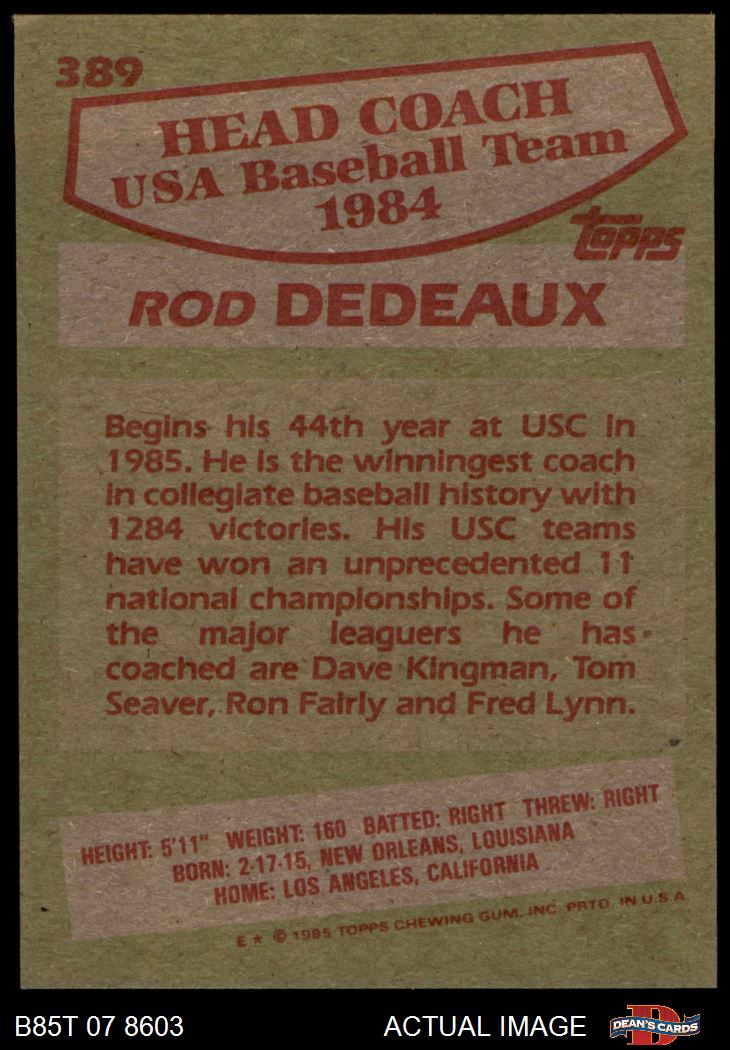 389
HEAD COACH
USA Baseball Team
1984
topps
ROD DEDEAUX
Begins his 44th year at USC in
1985. He is the winningest coach
in collegiate baseball history with
1284 victories. His USC teams
have won an unprecedented 11
national championships. Some of
the major leaguers he has
coached are Dave Kingman, Tom
Seaver, Ron Fairly and Fred Lynn.
HEIGHT: 5'11" WEIGHT: 160 BATTED: RIGHT THREW: RIGHT
BORN: 2-17-15, NEW ORLEANS, LOUISIANA
HOME: LOS ANGELES, CALIFORNIA
E ★ © 1985 TOPPS CHEWING GUM, INC. PRTD. IN U.S.A.
B85T 07 8603
ACTUAL IMAGE
D
DEAN'S CARDS